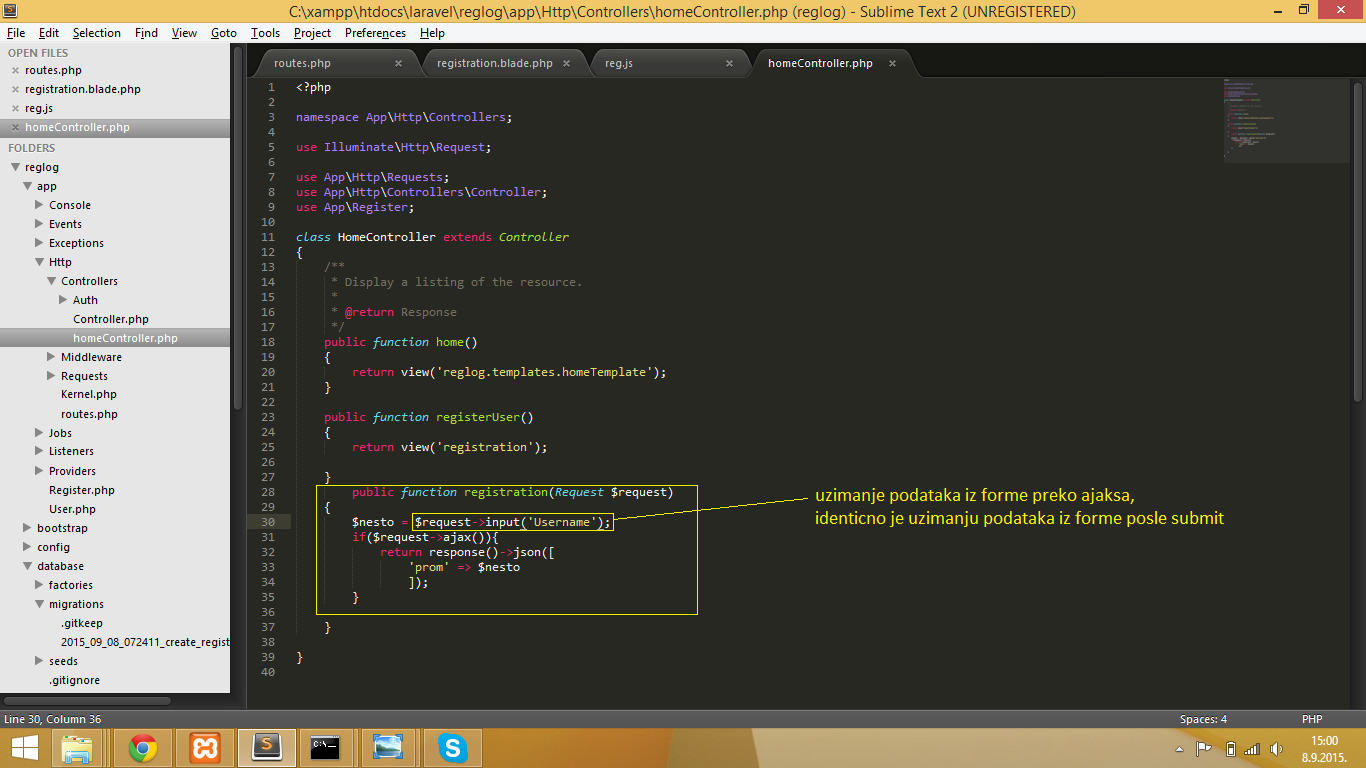 C:\xampp\htdocs\laravel\reglog\app\Http\Controllers\homeController.php (reglog) - Sublime Text 2 (UNREGISTERED)
File Edit Selection Find View Goto Tools Project Preferences Help
OPEN FILES
routes.php
registration.blade.php
reg.js
homeController.php
FOLDERS
reglog
app
Console
Events
Exceptions
Http
Controllers
Auth
Controller.php
homeController.php
Middleware
Requests
Kernel.php
routes.php
Jobs
Listeners
Providers
Register.php
User.php
bootstrap
config
database
factories
migrations
.gitkeep
2015_09_08_072411_create_regist
seeds
.gitignore
routes.php registration.blade.php reg.js homeController.php
1 <?php
2
3 namespace App\Http\Controllers;
4
5 use Illuminate\Http\Request;
6
7 use App\Http\Requests;
8 use App\Http\Controllers\Controller;
9 use App\Register;
10
11 class HomeController extends Controller
12 {
13 /**
14 * Display a listing of the resource.
15 *
16 * @return Response
17 */
18 public function home()
19 {
20 return view('reglog.templates.homeTemplate');
21 }
22
23 public function registerUser()
24 {
25 return view('registration');
26
27 }
28 public function registration(Request $request)
29 {
30 $nesto = $request->input('Username');
31 if($request->ajax()){
32 return response()->json([
33 'prom' => $nesto
34 ]);
35 }
36
37 }
38
39 }
40
uzimanje podataka iz forme preko ajaksa,
identicno je uzimanju podataka iz forme posle submit
Line 30, Column 36 Spaces: 4 PHP
15:00
8.9.2015.